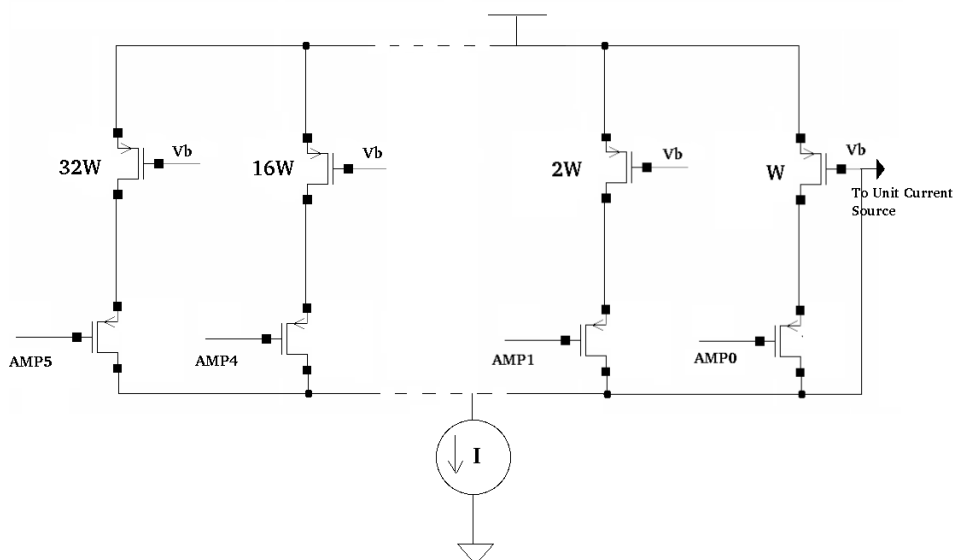 32W
Vb
16W
Vb
2W
Vb
W
Vb
To Unit Current
Source
AMP5
AMP4
AMP1
AMP0
I